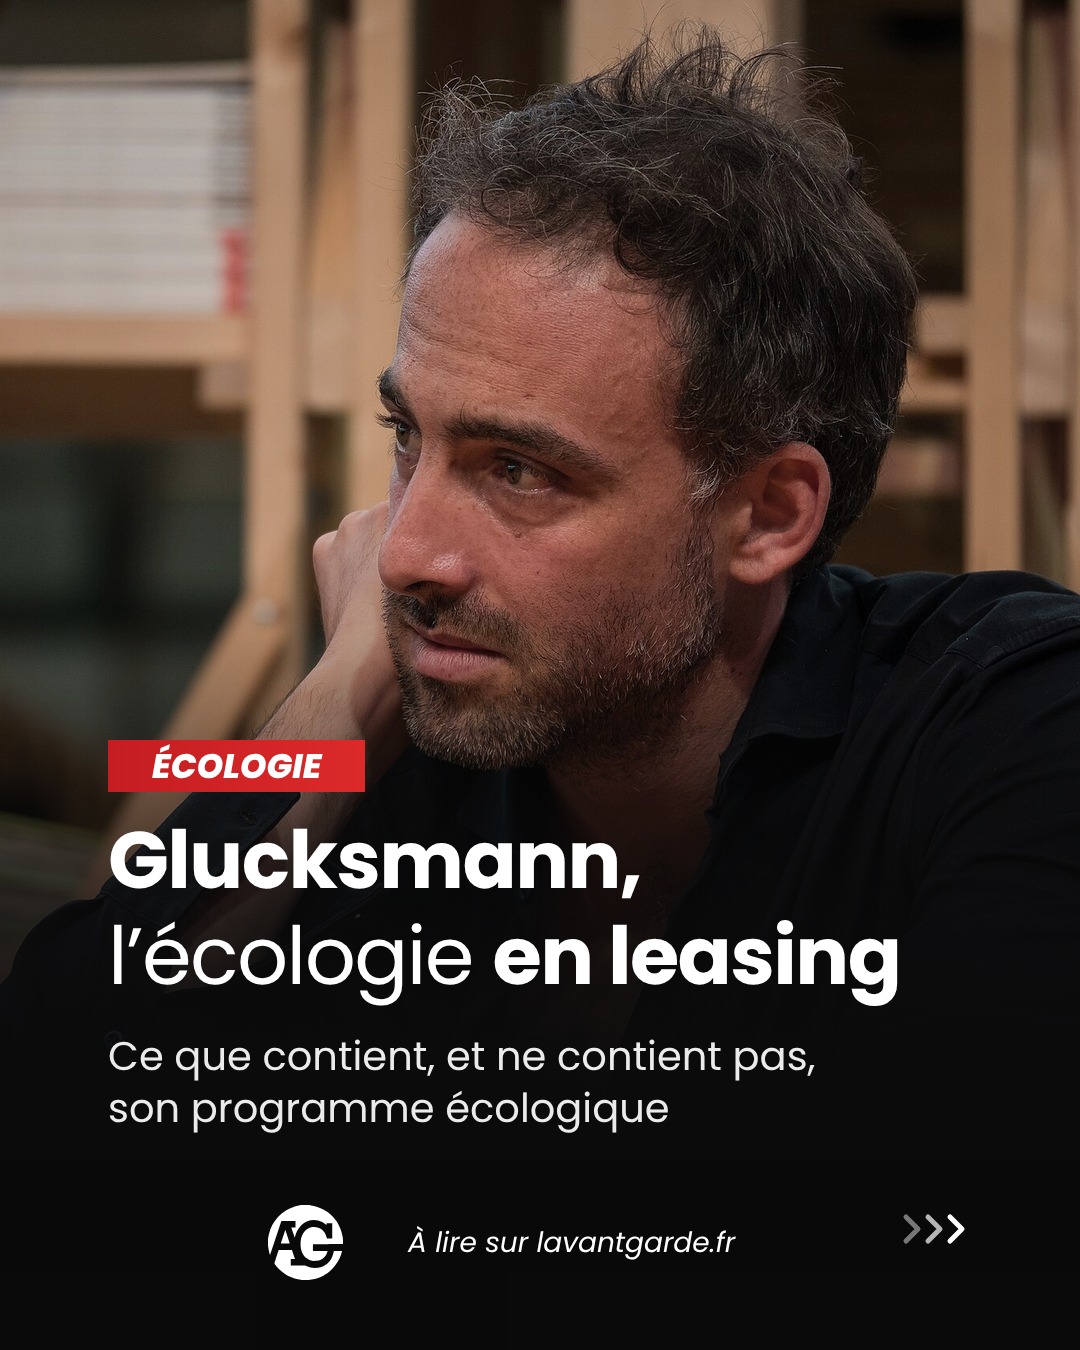 ÉCOLOGIE
Glucksmann,
l’écologie en leasing
Ce que contient, et ne contient pas,
son programme écologique
AG
À lire sur lavantgarde.fr